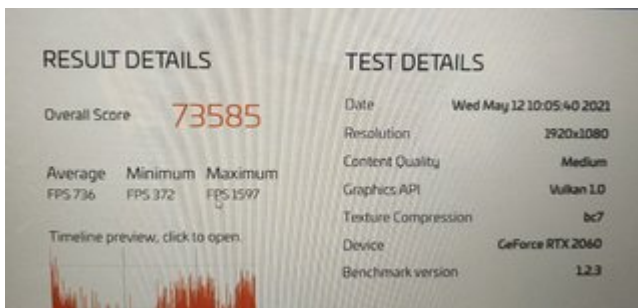 RESULT DETAILS
Overall Score 73585
Average Minimum Maximum
FPS 736 FPS 372 FPS 1597
Timeline preview, click to open.
TEST DETAILS
Date Wed May 12 10:05:40 2021
Resolution 1920x1080
Content Quality Medium
Graphics API Vulkan 1.0
Texture Compression bc7
Device GeForce RTX 2060
Benchmark version 1.2.3